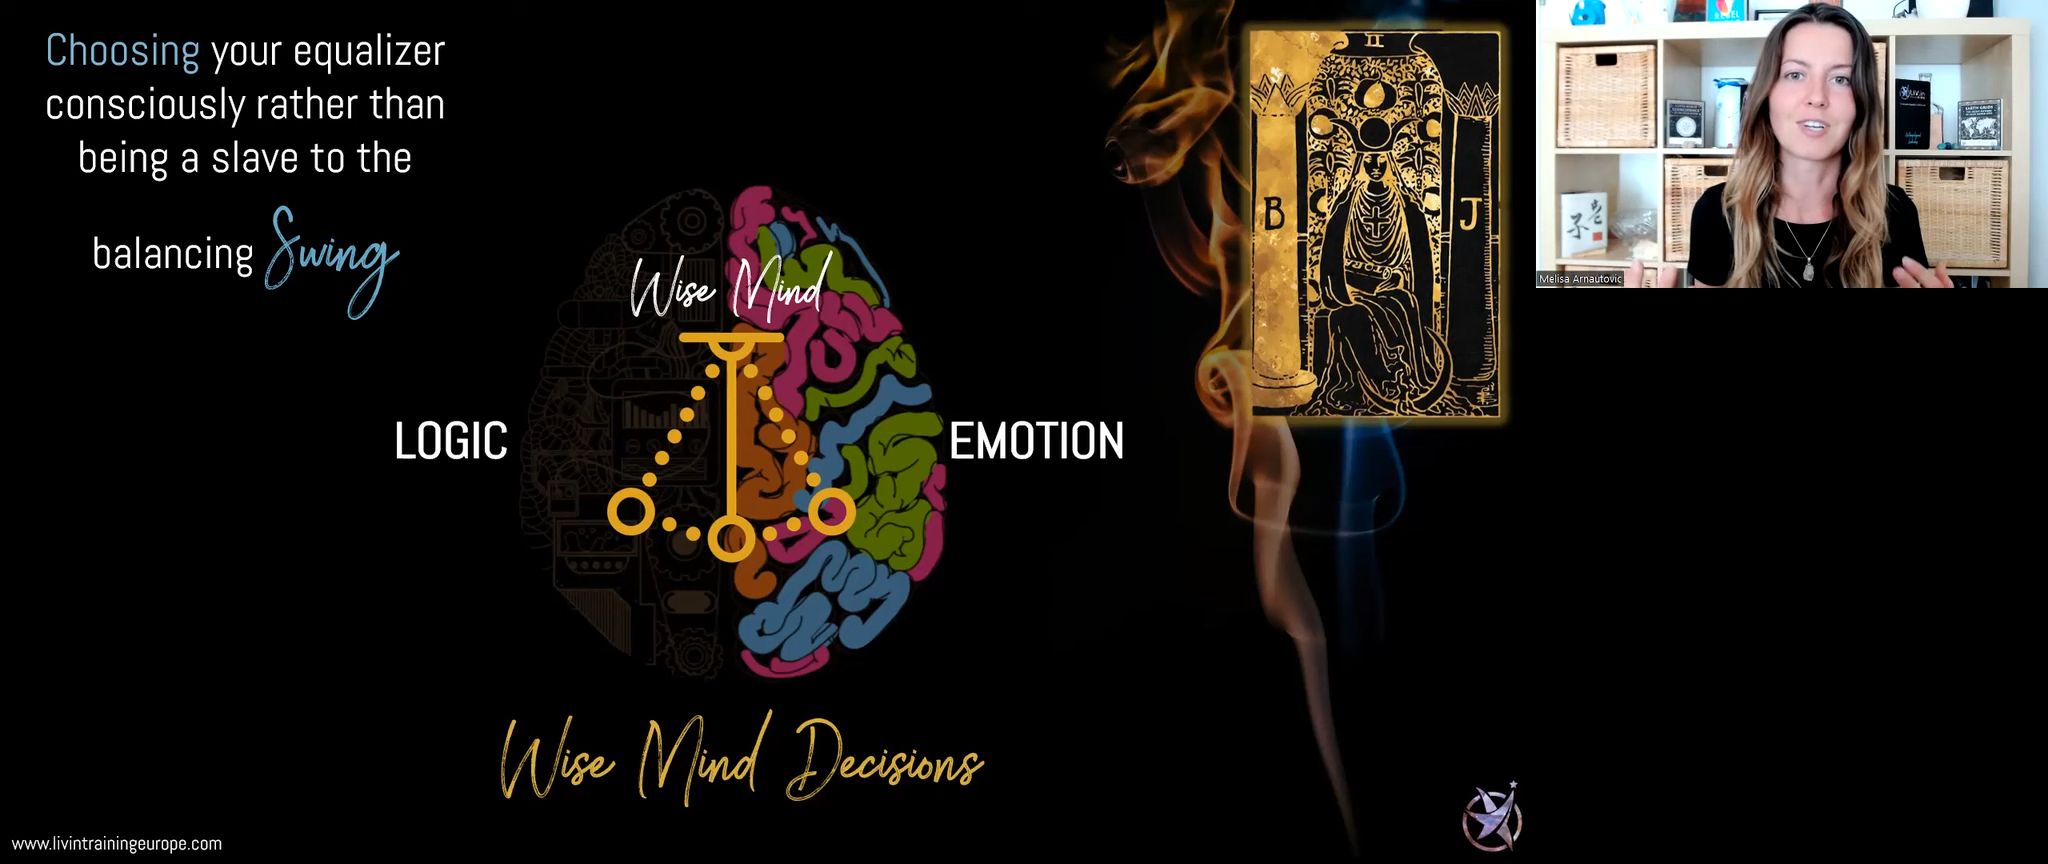 Choosing your equalizer
consciously rather than
being a slave to the
balancing Swing
Wise Mind
LOGIC
EMOTION
Wise Mind Decisions
II
B
J
Melisa Arnautovic
www.livintrainingeurope.com